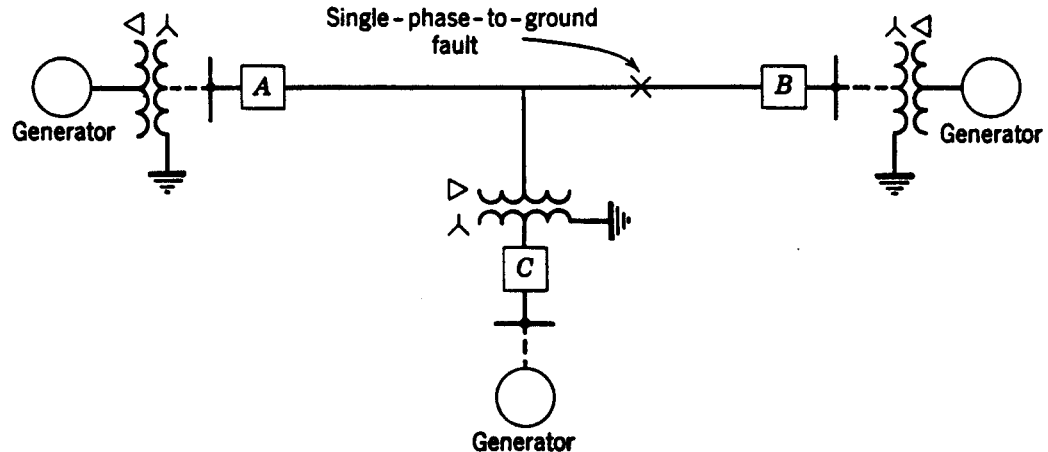 Single-phase-to-ground
fault
A
B
Generator
Generator
C
Generator